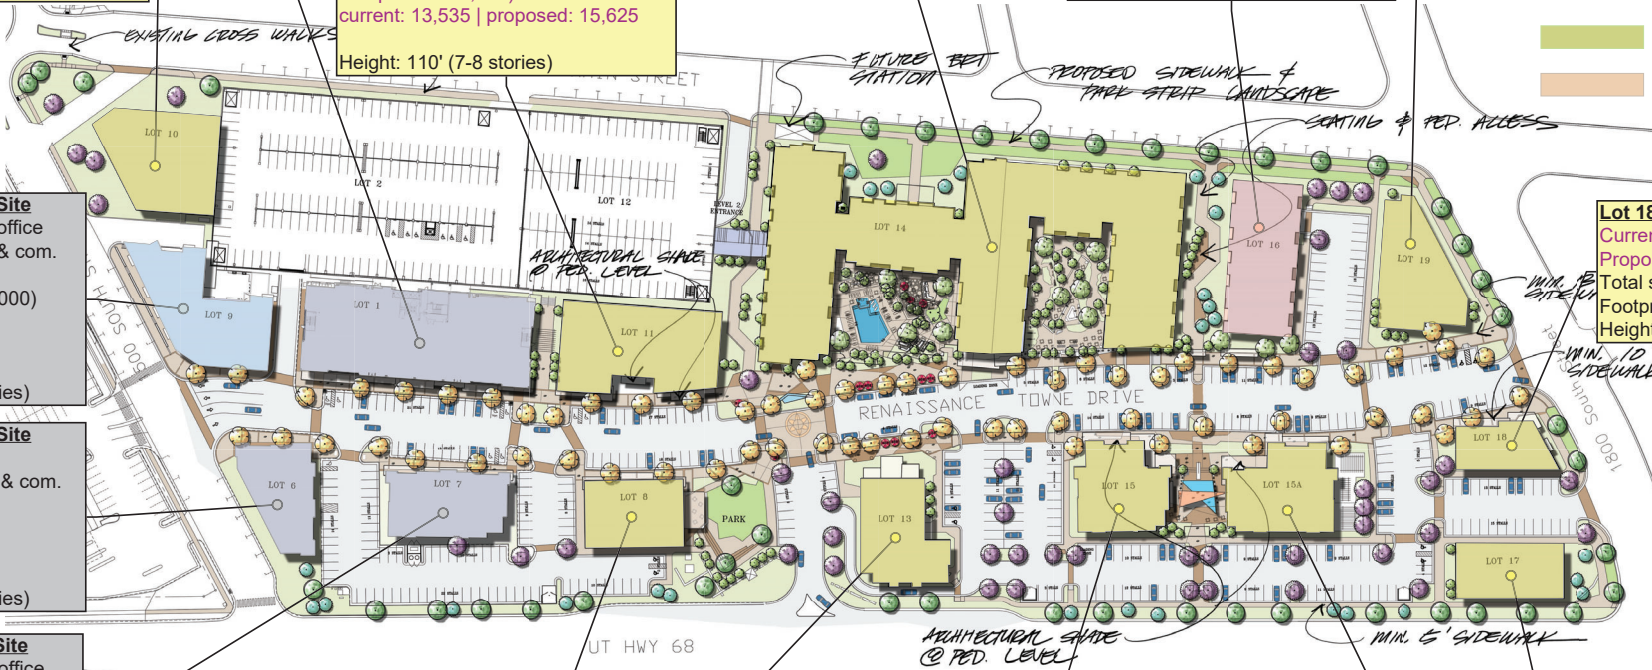 current: 13,535 | proposed: 15,625
Height: 110' (7-8 stories)
EXISTING CROSS WALKS
STREET
FUTURE BRT
STATION
PROPOSED SIDEWALK &
PARK STRIP LANDSCAPE
SEATING & PED. ACCESS
LOT 10
LOT 2
LOT 12
LEVEL 2
ENTRANCE
LOT 14
LOT 16
LOT 19
Site
office
& com.
000)
ies)
Lot 18
Curren
Propo
Total s
Footpr
Height
ARCHITECTURAL SHADE
@ PED. LEVEL
LOT 9
LOT 1
LOT 11
MIN. 10
SIDEWALK
1800 South Street
RENAISSANCE TOWNE DRIVE
Site
& com.
ies)
LOT 6
LOT 7
LOT 8
PARK
LOT 13
LOT 15
LOT 15A
LOT 18
LOT 17
Site
office
UT HWY 68
ARCHITECTURAL SHADE
@ PED. LEVEL
MIN. 5' SIDEWALK